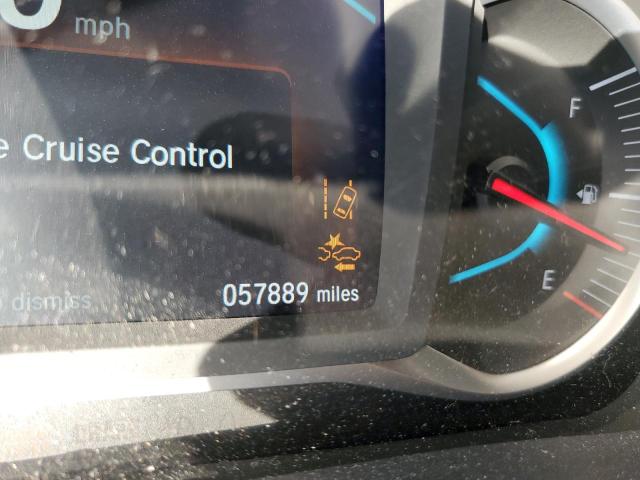 mph
F
e Cruise Control
E
dismiss
057889 miles